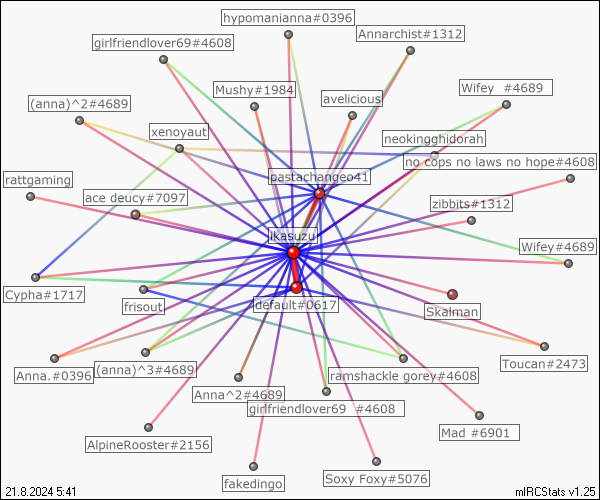 hypomanianna#0396
Annarchist#1312
girlfriendlover69#4608
Mushy#1984
Wifey #4689
avelicious
(anna)^2#4689
xenoyaut
neokingghidorah
no cops no laws no hope#4608
pastachangeo41
rattgaming
ace deucy#7097
zibbits#1312
ikasuzu
Wifey#4689
Cypha#1717
frisout
default#0617
Skalman
Toucan#2473
Anna.#0396
(anna)^3#4689
ramshackle gorey#4608
Anna^2#4689
girlfriendlover69 #4608
Mad #6901
AlpineRooster#2156
fakedingo
Soxy Foxy#5076
21.8.2024 5:41
mIRCStats v1.25